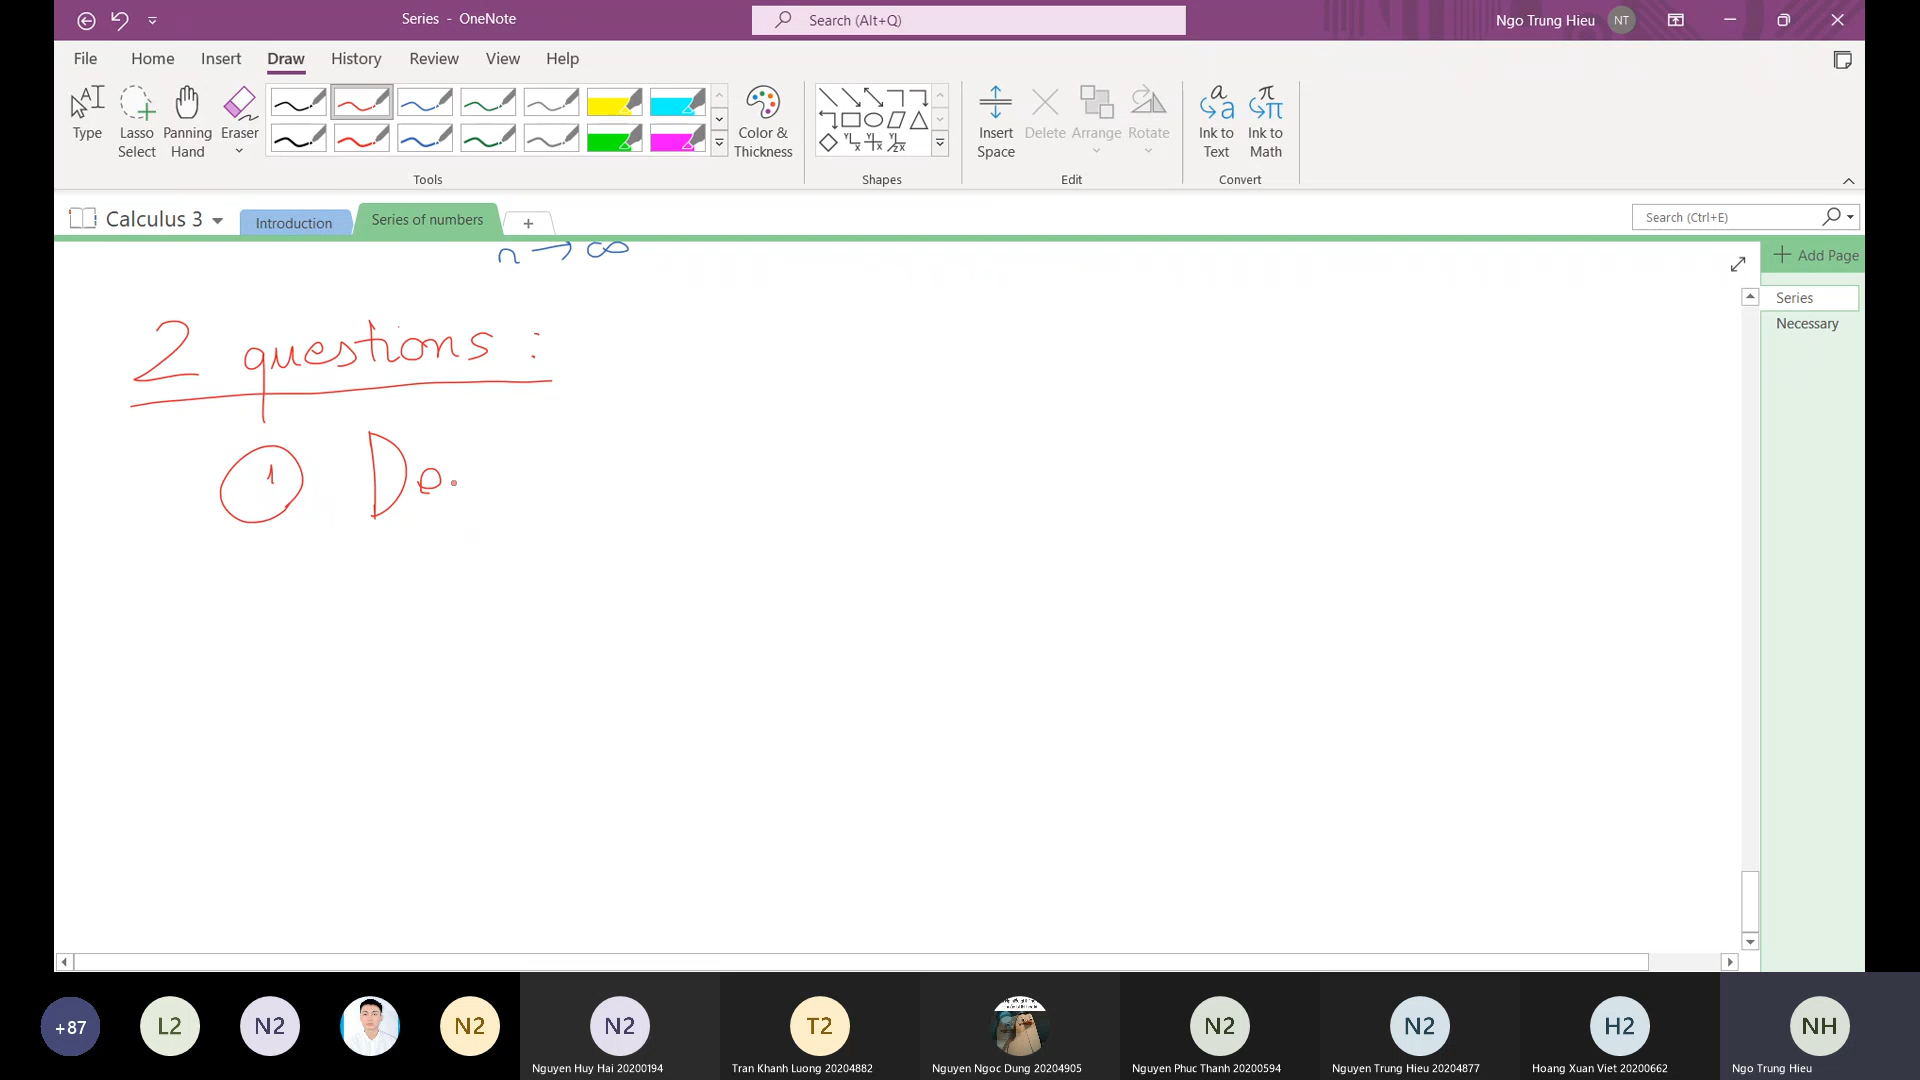 Series - OneNote
Search (Alt+Q)
Ngo Trung Hieu NT
File Home Insert Draw History Review View Help
Type
Lasso Select
Panning Hand
Eraser
Color & Thickness
Insert Space
Delete
Arrange
Rotate
Ink to Text
Ink to Math
Tools
Shapes
Edit
Convert
Calculus 3
Introduction
Series of numbers
Search (Ctrl+E)
Add Page
Series
Necessary
n → ∞
2 questions :
① De
+87
L2
N2
N2
N2
T2
N2
N2
H2
NH
Nguyen Huy Hai 20200194
Tran Khanh Luong 20204882
Nguyen Ngoc Dung 20204905
Nguyen Phuc Thanh 20200594
Nguyen Trung Hieu 20204877
Hoang Xuan Viet 20200662
Ngo Trung Hieu